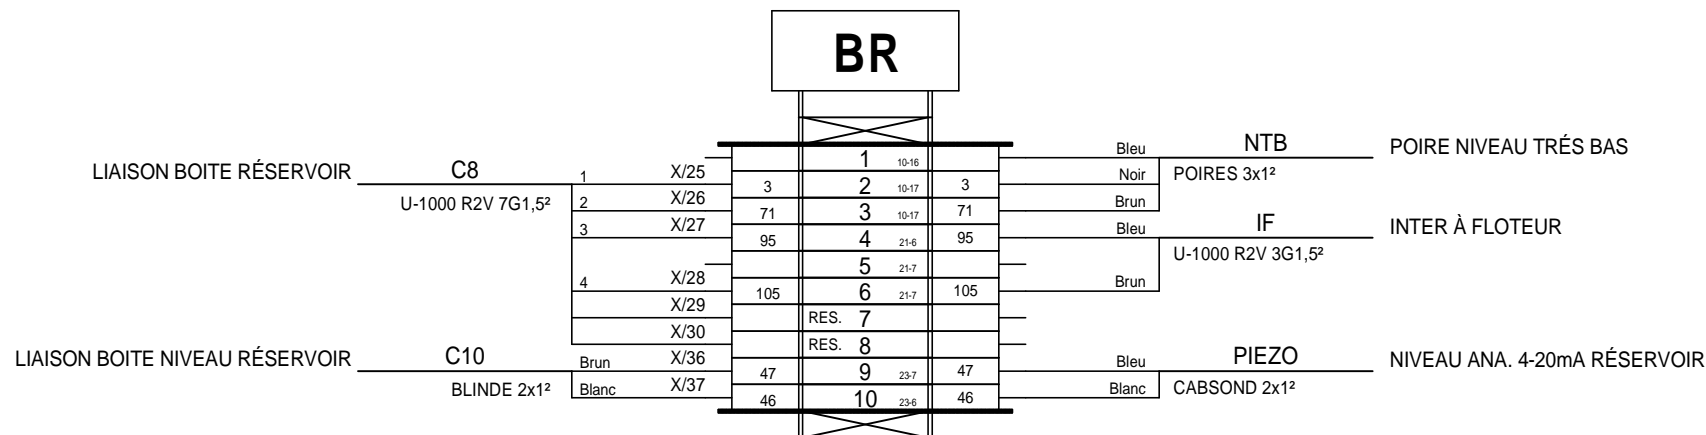 BR
LIAISON BOITE RÉSERVOIR
C8
U-1000 R2V 7G1,5²
1 X/25
2 X/26
3 X/27
4 X/28
X/29
X/30
LIAISON BOITE NIVEAU RÉSERVOIR
C10
BLINDE 2x1²
Brun X/36
Blanc X/37
1 10-16
3 2 10-17 3
71 3 10-17 71
95 4 21-6 95
5 21-7
105 6 21-7 105
RES. 7
RES. 8
47 9 23-7 47
46 10 23-6 46
Bleu
Noir
Brun
NTB
POIRES 3x1²
POIRE NIVEAU TRÉS BAS
Bleu
Brun
IF
U-1000 R2V 3G1,5²
INTER À FLOTEUR
Bleu
Blanc
PIEZO
CABSOND 2x1²
NIVEAU ANA. 4-20mA RÉSERVOIR